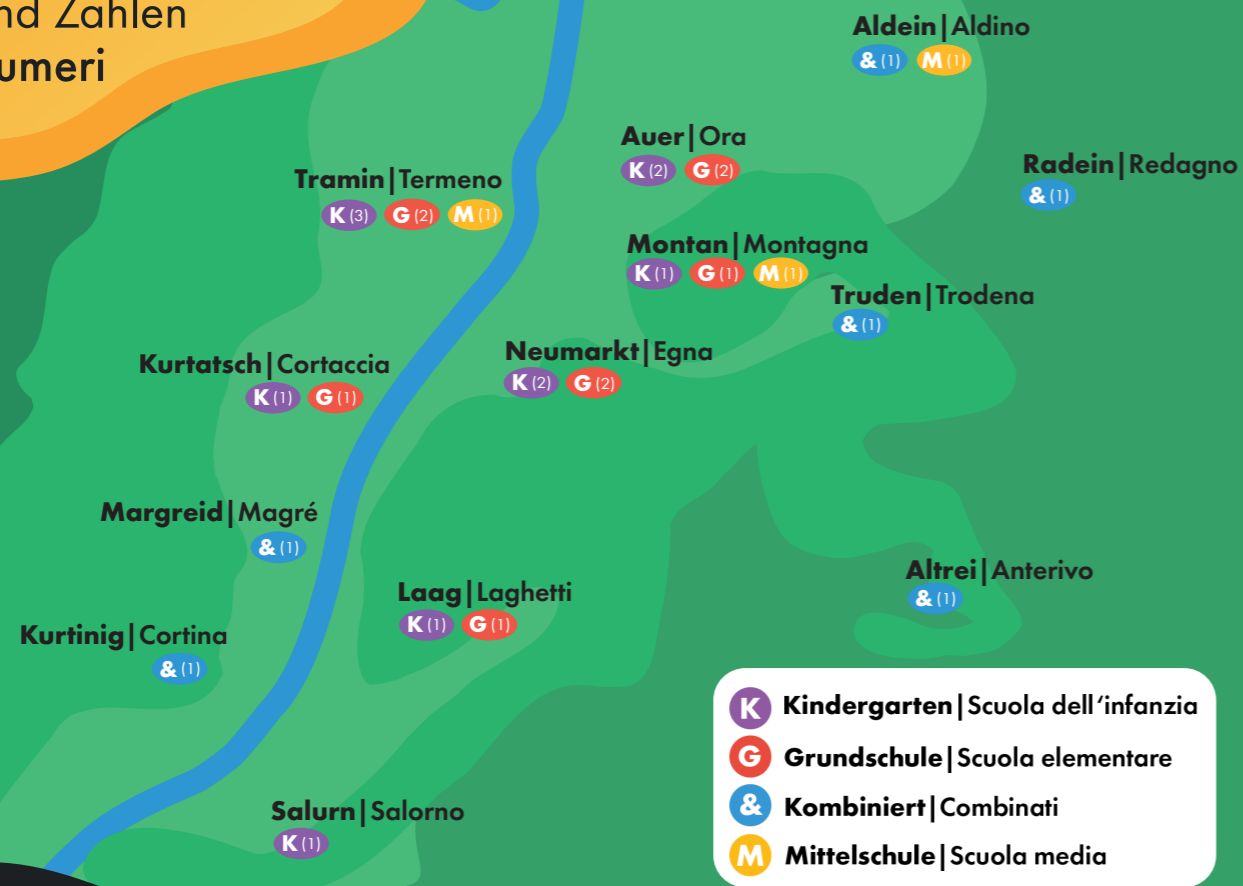 nd Zahlen
umeri
Aldein|Aldino
& (1) M (1)
Auer|Ora
K (2) G (2)
Radein|Redagno
& (1)
Tramin|Termeno
K (3) G (2) M (1)
Montan|Montagna
K (1) G (1) M (1)
Truden|Trodena
& (1)
Neumarkt|Egna
K (2) G (2)
Kurtatsch|Cortaccia
K (1) G (1)
Margreid|Magré
& (1)
Altrei|Anterivo
& (1)
Laag|Laghetti
K (1) G (1)
Kurtinig|Cortina
& (1)
Salurn|Salorno
K (1)
K Kindergarten|Scuola dell'infanzia
G Grundschule|Scuola elementare
& Kombiniert|Combinati
M Mittelschule|Scuola media